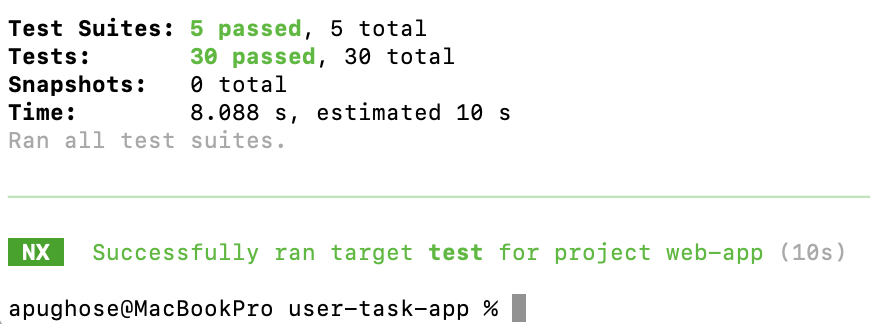 Test Suites: 5 passed, 5 total
Tests:       30 passed, 30 total
Snapshots:   0 total
Time:        8.088 s, estimated 10 s
Ran all test suites.
NX  Successfully ran target test for project web-app (10s)
apughose@MacBookPro user-task-app %